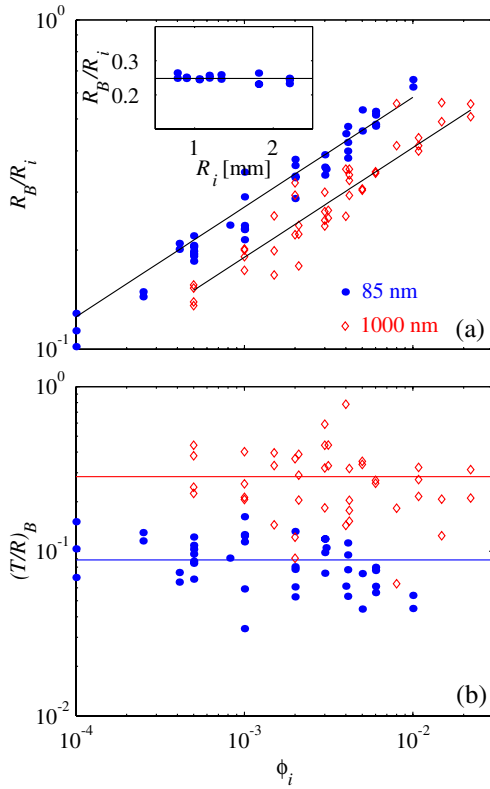 10^0
R_B/R_i
0.3
0.2
R_B/R_i
1
2
R_i [mm]
85 nm
1000 nm
(a)
10^-1
10^0
(T/R)_B
10^-1
(b)
10^-2
10^-4
10^-3
10^-2
ϕ_i